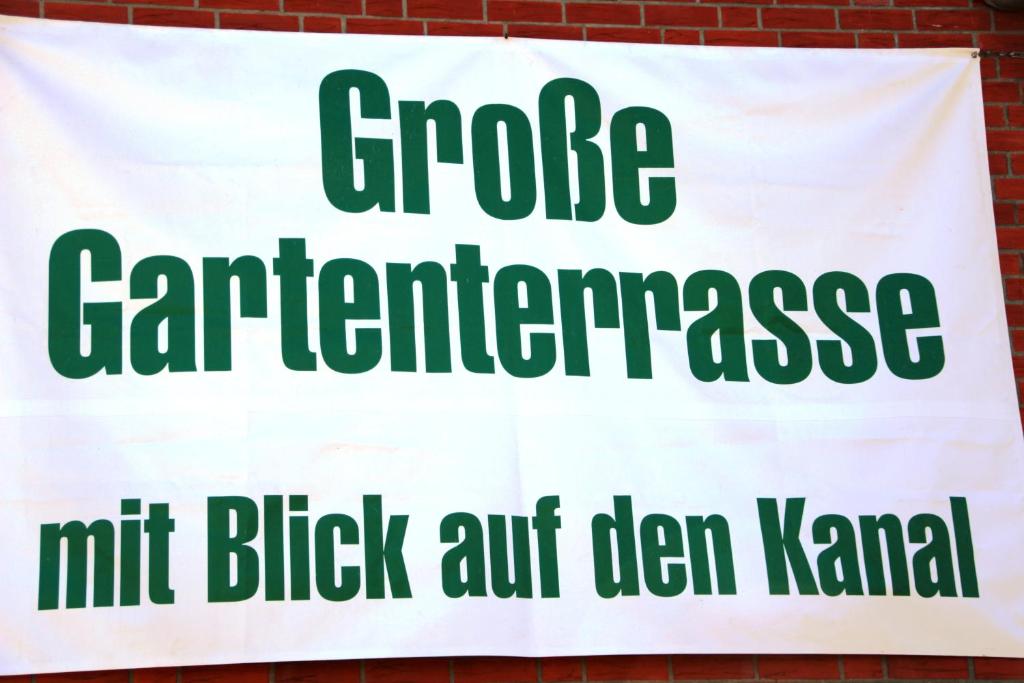 Große
Gartenterrasse
mit Blick auf den Kanal